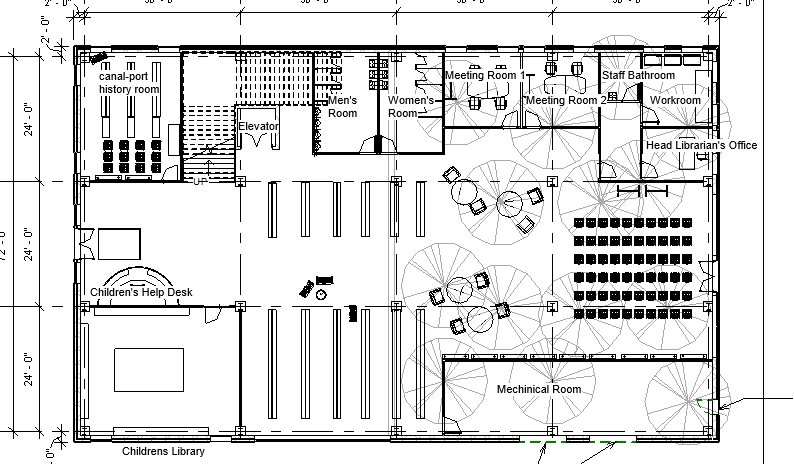 2' - 0"
2' - 0"
2' - 0"
canal-port
history room
Elevator
Men's
Room
Women's
Room
Meeting Room 1
Meeting Room 2
Staff Bathroom
Workroom
Head Librarian's Office
24' - 0"
UP
24' - 0"
Children's Help Desk
24' - 0"
Mechinical Room
Childrens Library